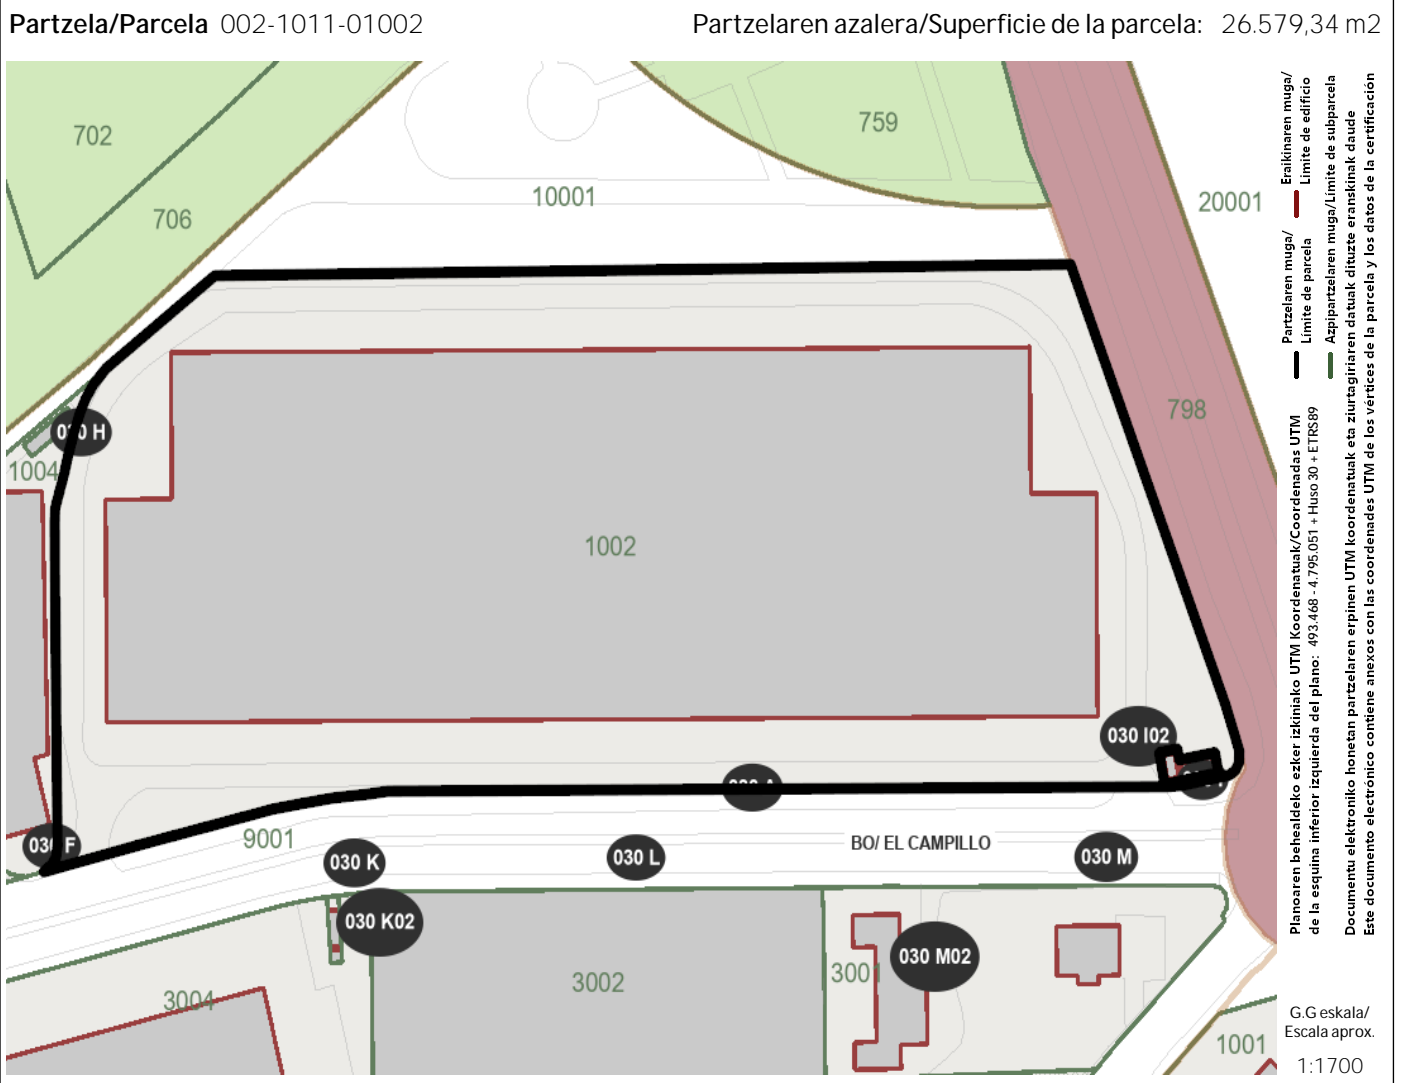 Partzela/Parcela 002-1011-01002
Partzelaren azalera/Superficie de la parcela: 26.579,34 m2
702
759
706
10001
20001
798
030 H
1004
1002
030 I02
030 A
030 F
9001
BO/ EL CAMPILLO
030 K
030 L
030 M
030 K02
030 M02
3002
3001
3004
1001
Eraikinaren muga/
Límite de edificio
Partzelaren muga/
Límite de parcela
Azpipartzelaren muga/Límite de subparcela
Planoaren behealdeko ezker izkiniako UTM Koordenatuak/Coordenadas UTM
de la esquina inferior izquierda del plano: 493.468 - 4.795.051 + Huso 30 + ETRS89
Documentu elektroniko honetan partzelaren erpinen UTM koordenatuak eta ziurtagiriaren datuak dituzte eranskinak daude
Este documento electrónico contiene anexos con las coordenades UTM de los vértices de la parcela y los datos de la certificación
G.G eskala/
Escala aprox.
1:1700